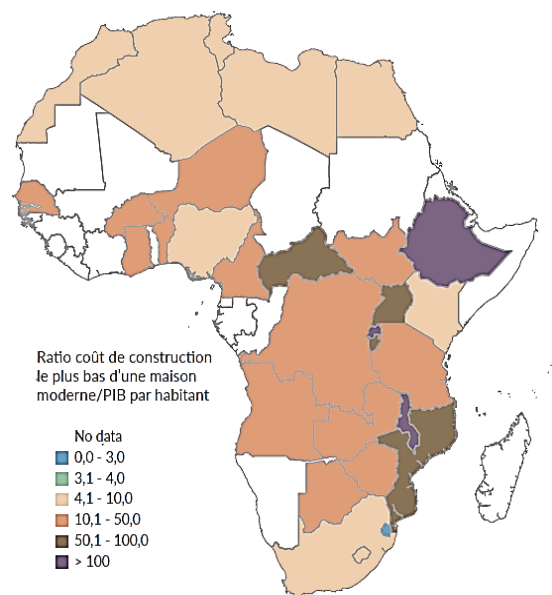 Ratio coût de construction
le plus bas d'une maison
moderne/PIB par habitant
No data
0,0 - 3,0
3,1 - 4,0
4,1 - 10,0
10,1 - 50,0
50,1 - 100,0
> 100